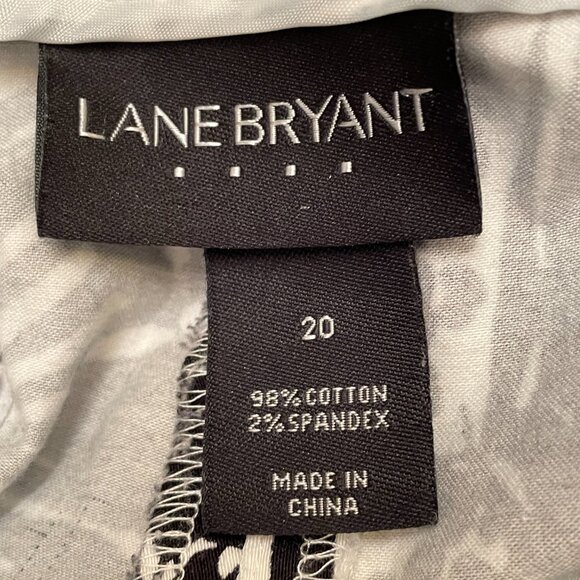 LANE BRYANT
20
98% COTTON
2% SPANDEX
MADE IN
CHINA